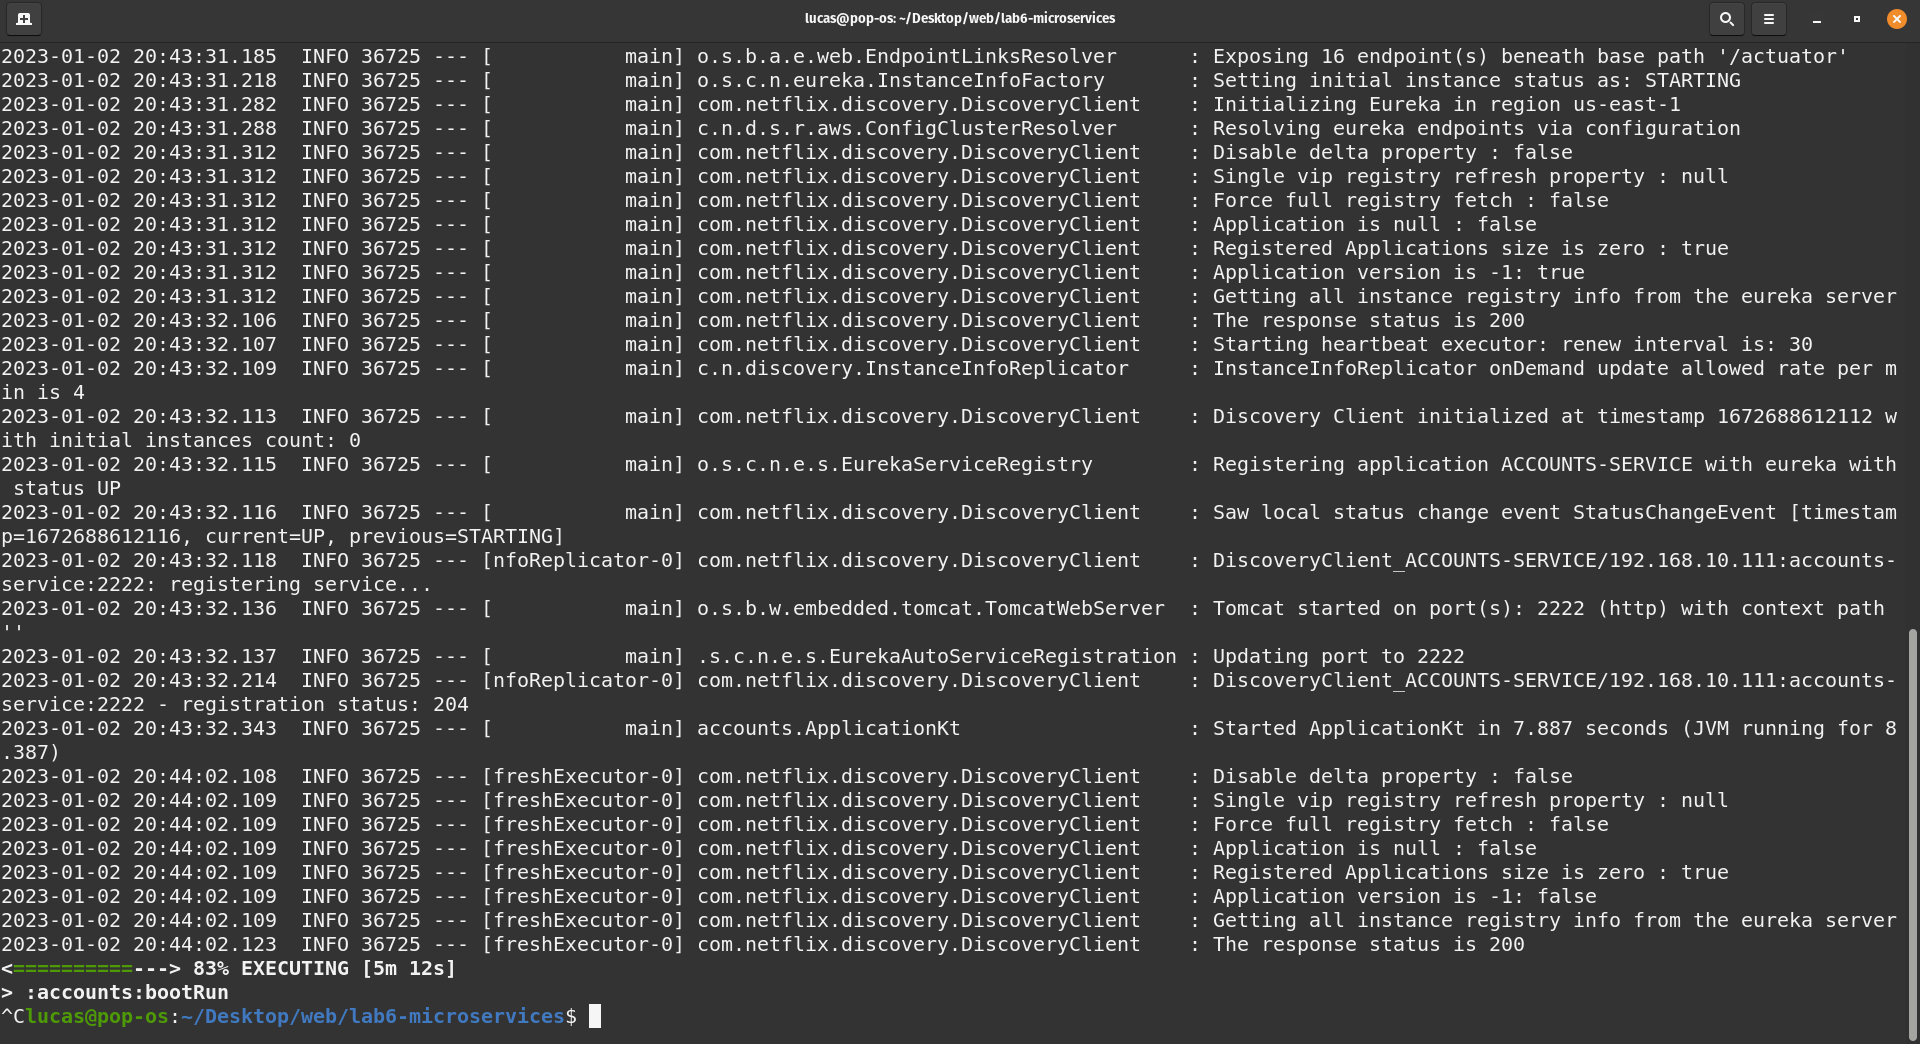 lucas@pop-os: ~/Desktop/web/lab6-microservices
2023-01-02 20:43:31.185  INFO 36725 --- [           main] o.s.b.a.e.web.EndpointLinksResolver      : Exposing 16 endpoint(s) beneath base path '/actuator'
2023-01-02 20:43:31.218  INFO 36725 --- [           main] o.s.c.n.eureka.InstanceInfoFactory       : Setting initial instance status as: STARTING
2023-01-02 20:43:31.282  INFO 36725 --- [           main] com.netflix.discovery.DiscoveryClient    : Initializing Eureka in region us-east-1
2023-01-02 20:43:31.288  INFO 36725 --- [           main] c.n.d.s.r.aws.ConfigClusterResolver      : Resolving eureka endpoints via configuration
2023-01-02 20:43:31.312  INFO 36725 --- [           main] com.netflix.discovery.DiscoveryClient    : Disable delta property : false
2023-01-02 20:43:31.312  INFO 36725 --- [           main] com.netflix.discovery.DiscoveryClient    : Single vip registry refresh property : null
2023-01-02 20:43:31.312  INFO 36725 --- [           main] com.netflix.discovery.DiscoveryClient    : Force full registry fetch : false
2023-01-02 20:43:31.312  INFO 36725 --- [           main] com.netflix.discovery.DiscoveryClient    : Application is null : false
2023-01-02 20:43:31.312  INFO 36725 --- [           main] com.netflix.discovery.DiscoveryClient    : Registered Applications size is zero : true
2023-01-02 20:43:31.312  INFO 36725 --- [           main] com.netflix.discovery.DiscoveryClient    : Application version is -1: true
2023-01-02 20:43:31.312  INFO 36725 --- [           main] com.netflix.discovery.DiscoveryClient    : Getting all instance registry info from the eureka server
2023-01-02 20:43:32.106  INFO 36725 --- [           main] com.netflix.discovery.DiscoveryClient    : The response status is 200
2023-01-02 20:43:32.107  INFO 36725 --- [           main] com.netflix.discovery.DiscoveryClient    : Starting heartbeat executor: renew interval is: 30
2023-01-02 20:43:32.109  INFO 36725 --- [           main] c.n.discovery.InstanceInfoReplicator     : InstanceInfoReplicator onDemand update allowed rate per m
in is 4
2023-01-02 20:43:32.113  INFO 36725 --- [           main] com.netflix.discovery.DiscoveryClient    : Discovery Client initialized at timestamp 1672688612112 w
ith initial instances count: 0
2023-01-02 20:43:32.115  INFO 36725 --- [           main] o.s.c.n.e.s.EurekaServiceRegistry        : Registering application ACCOUNTS-SERVICE with eureka with
 status UP
2023-01-02 20:43:32.116  INFO 36725 --- [           main] com.netflix.discovery.DiscoveryClient    : Saw local status change event StatusChangeEvent [timestam
p=1672688612116, current=UP, previous=STARTING]
2023-01-02 20:43:32.118  INFO 36725 --- [nfoReplicator-0] com.netflix.discovery.DiscoveryClient    : DiscoveryClient_ACCOUNTS-SERVICE/192.168.10.111:accounts-
service:2222: registering service...
2023-01-02 20:43:32.136  INFO 36725 --- [           main] o.s.b.w.embedded.tomcat.TomcatWebServer  : Tomcat started on port(s): 2222 (http) with context path
''
2023-01-02 20:43:32.137  INFO 36725 --- [           main] .s.c.n.e.s.EurekaAutoServiceRegistration : Updating port to 2222
2023-01-02 20:43:32.214  INFO 36725 --- [nfoReplicator-0] com.netflix.discovery.DiscoveryClient    : DiscoveryClient_ACCOUNTS-SERVICE/192.168.10.111:accounts-
service:2222 - registration status: 204
2023-01-02 20:43:32.343  INFO 36725 --- [           main] accounts.ApplicationKt                   : Started ApplicationKt in 7.887 seconds (JVM running for 8
.387)
2023-01-02 20:44:02.108  INFO 36725 --- [freshExecutor-0] com.netflix.discovery.DiscoveryClient    : Disable delta property : false
2023-01-02 20:44:02.109  INFO 36725 --- [freshExecutor-0] com.netflix.discovery.DiscoveryClient    : Single vip registry refresh property : null
2023-01-02 20:44:02.109  INFO 36725 --- [freshExecutor-0] com.netflix.discovery.DiscoveryClient    : Force full registry fetch : false
2023-01-02 20:44:02.109  INFO 36725 --- [freshExecutor-0] com.netflix.discovery.DiscoveryClient    : Application is null : false
2023-01-02 20:44:02.109  INFO 36725 --- [freshExecutor-0] com.netflix.discovery.DiscoveryClient    : Registered Applications size is zero : true
2023-01-02 20:44:02.109  INFO 36725 --- [freshExecutor-0] com.netflix.discovery.DiscoveryClient    : Application version is -1: false
2023-01-02 20:44:02.109  INFO 36725 --- [freshExecutor-0] com.netflix.discovery.DiscoveryClient    : Getting all instance registry info from the eureka server
2023-01-02 20:44:02.123  INFO 36725 --- [freshExecutor-0] com.netflix.discovery.DiscoveryClient    : The response status is 200
<==========---> 83% EXECUTING [5m 12s]
> :accounts:bootRun
^Clucas@pop-os:~/Desktop/web/lab6-microservices$